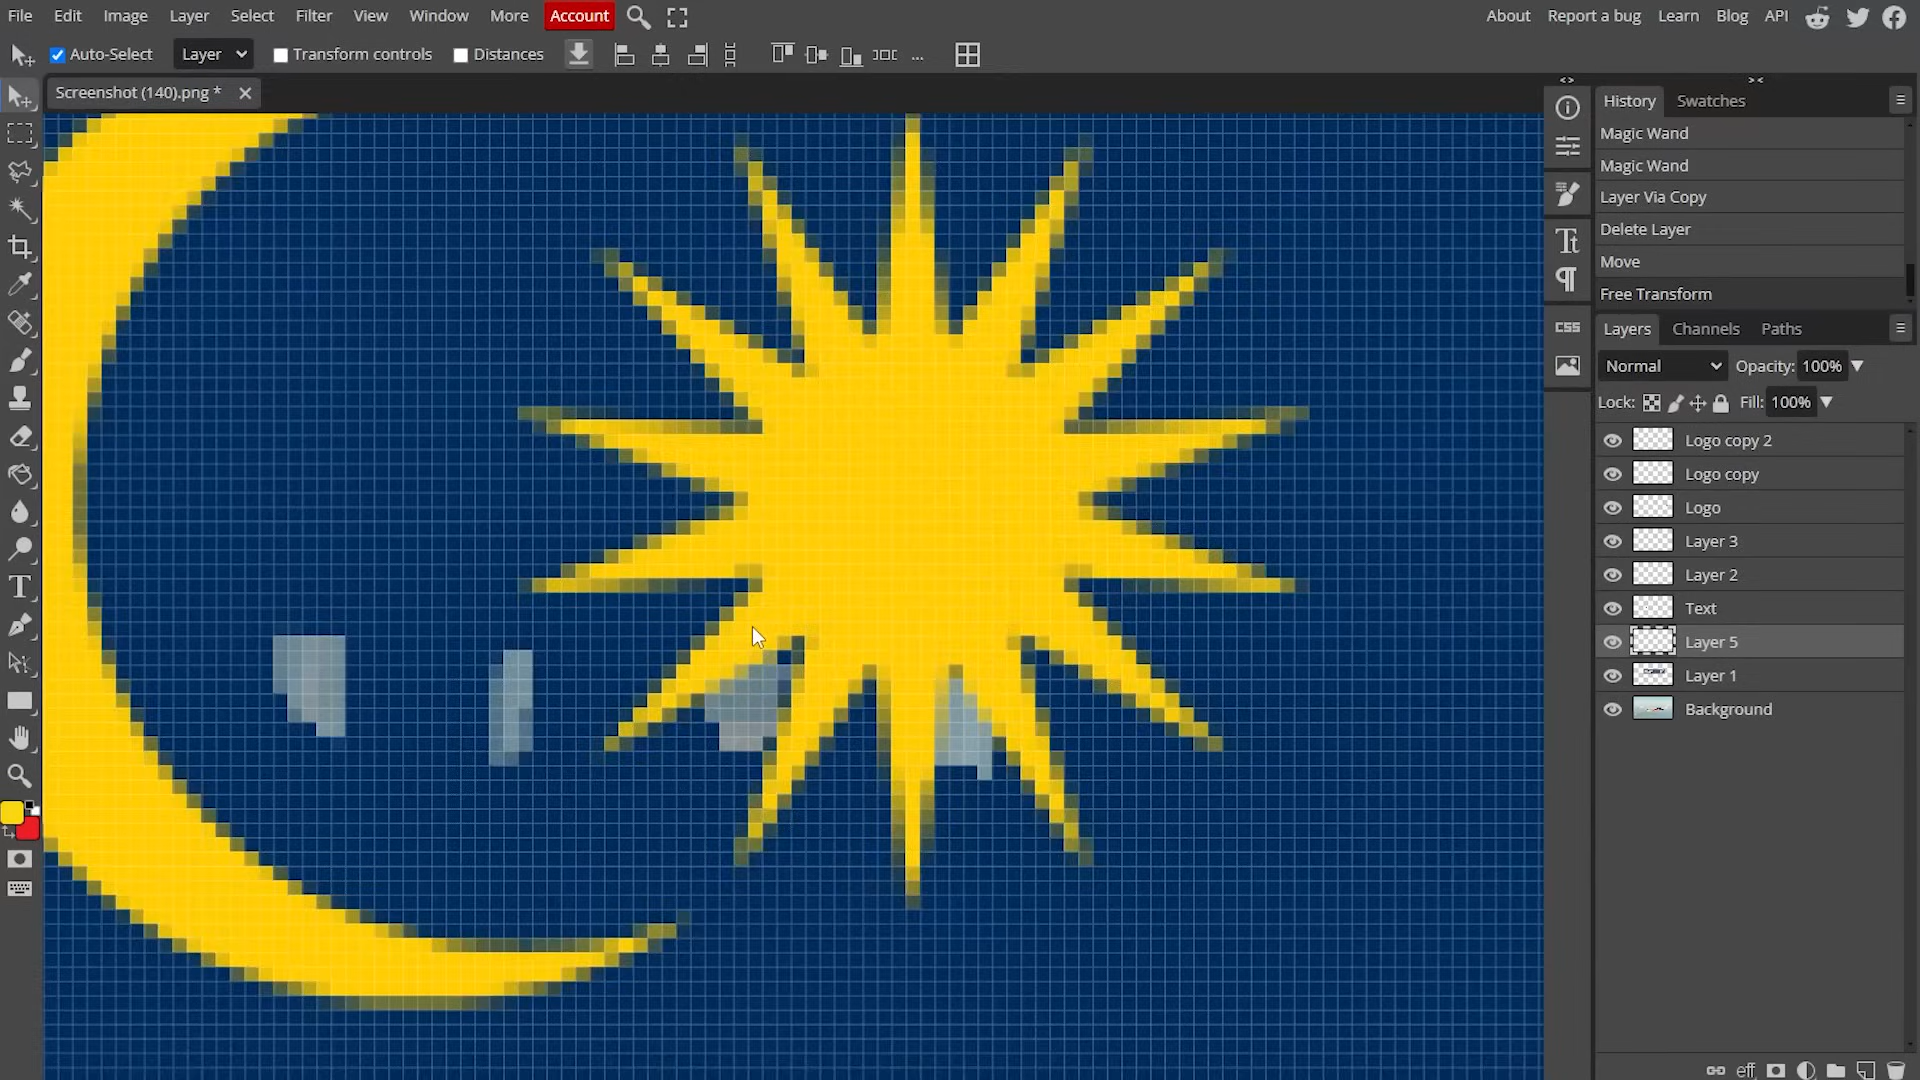 File Edit Image Layer Select Filter View Window More Account About Report a bug Learn Blog API
Auto-Select Layer Transform controls Distances ...
Screenshot (140).png *
History Swatches
Magic Wand
Magic Wand
Layer Via Copy
Delete Layer
Move
Free Transform
CSS
Layers Channels Paths
Normal Opacity: 100%
Lock: Fill: 100%
Logo copy 2
Logo copy
Logo
Layer 3
Layer 2
Text
Layer 5
Layer 1
Background
eff